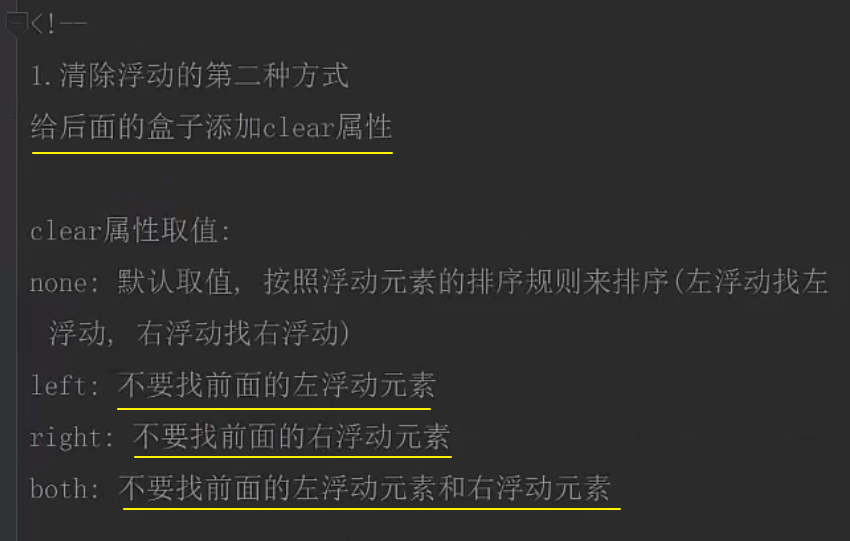 <!--
1.清除浮动的第二种方式
给后面的盒子添加clear属性
clear属性取值:
none: 默认取值, 按照浮动元素的排序规则来排序(左浮动找左
浮动, 右浮动找右浮动)
left: 不要找前面的左浮动元素
right: 不要找前面的右浮动元素
both: 不要找前面的左浮动元素和右浮动元素